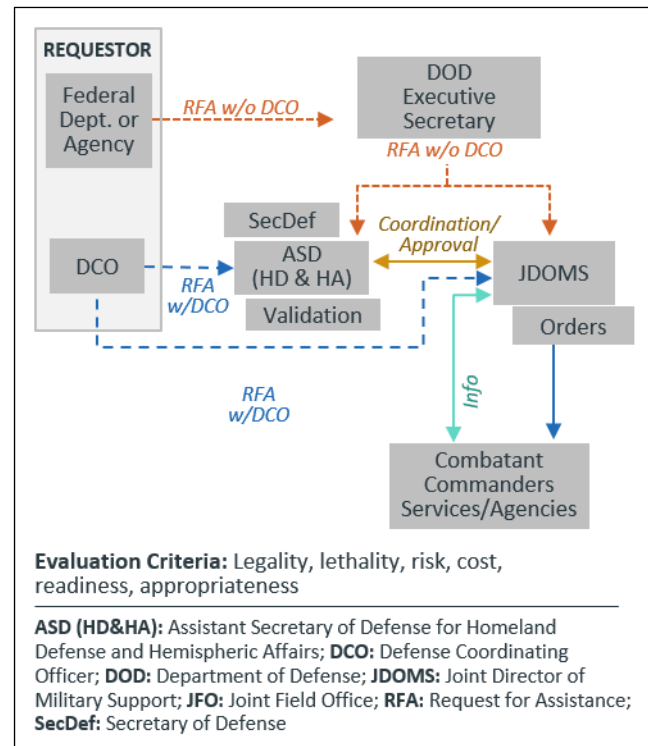 REQUESTOR
Federal
Dept. or
Agency
RFA w/o DCO
DOD
Executive
Secretary
RFA w/o DCO
SecDef
Coordination/
Approval
DCO
RFA
w/DCO
ASD
(HD & HA)
Validation
JDOMS
Orders
RFA
w/DCO
Info
Combatant
Commanders
Services/Agencies
Evaluation Criteria: Legality, lethality, risk, cost,
readiness, appropriateness
ASD (HD&HA): Assistant Secretary of Defense for Homeland
Defense and Hemispheric Affairs; DCO: Defense Coordinating
Officer; DOD: Department of Defense; JDOMS: Joint Director of
Military Support; JFO: Joint Field Office; RFA: Request for Assistance;
SecDef: Secretary of Defense